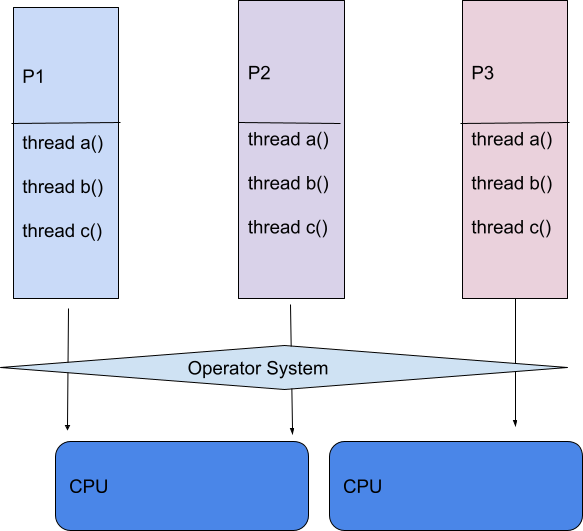 P1
thread a()
thread b()
thread c()
P2
thread a()
thread b()
thread c()
P3
thread a()
thread b()
thread c()
Operator System
CPU
CPU